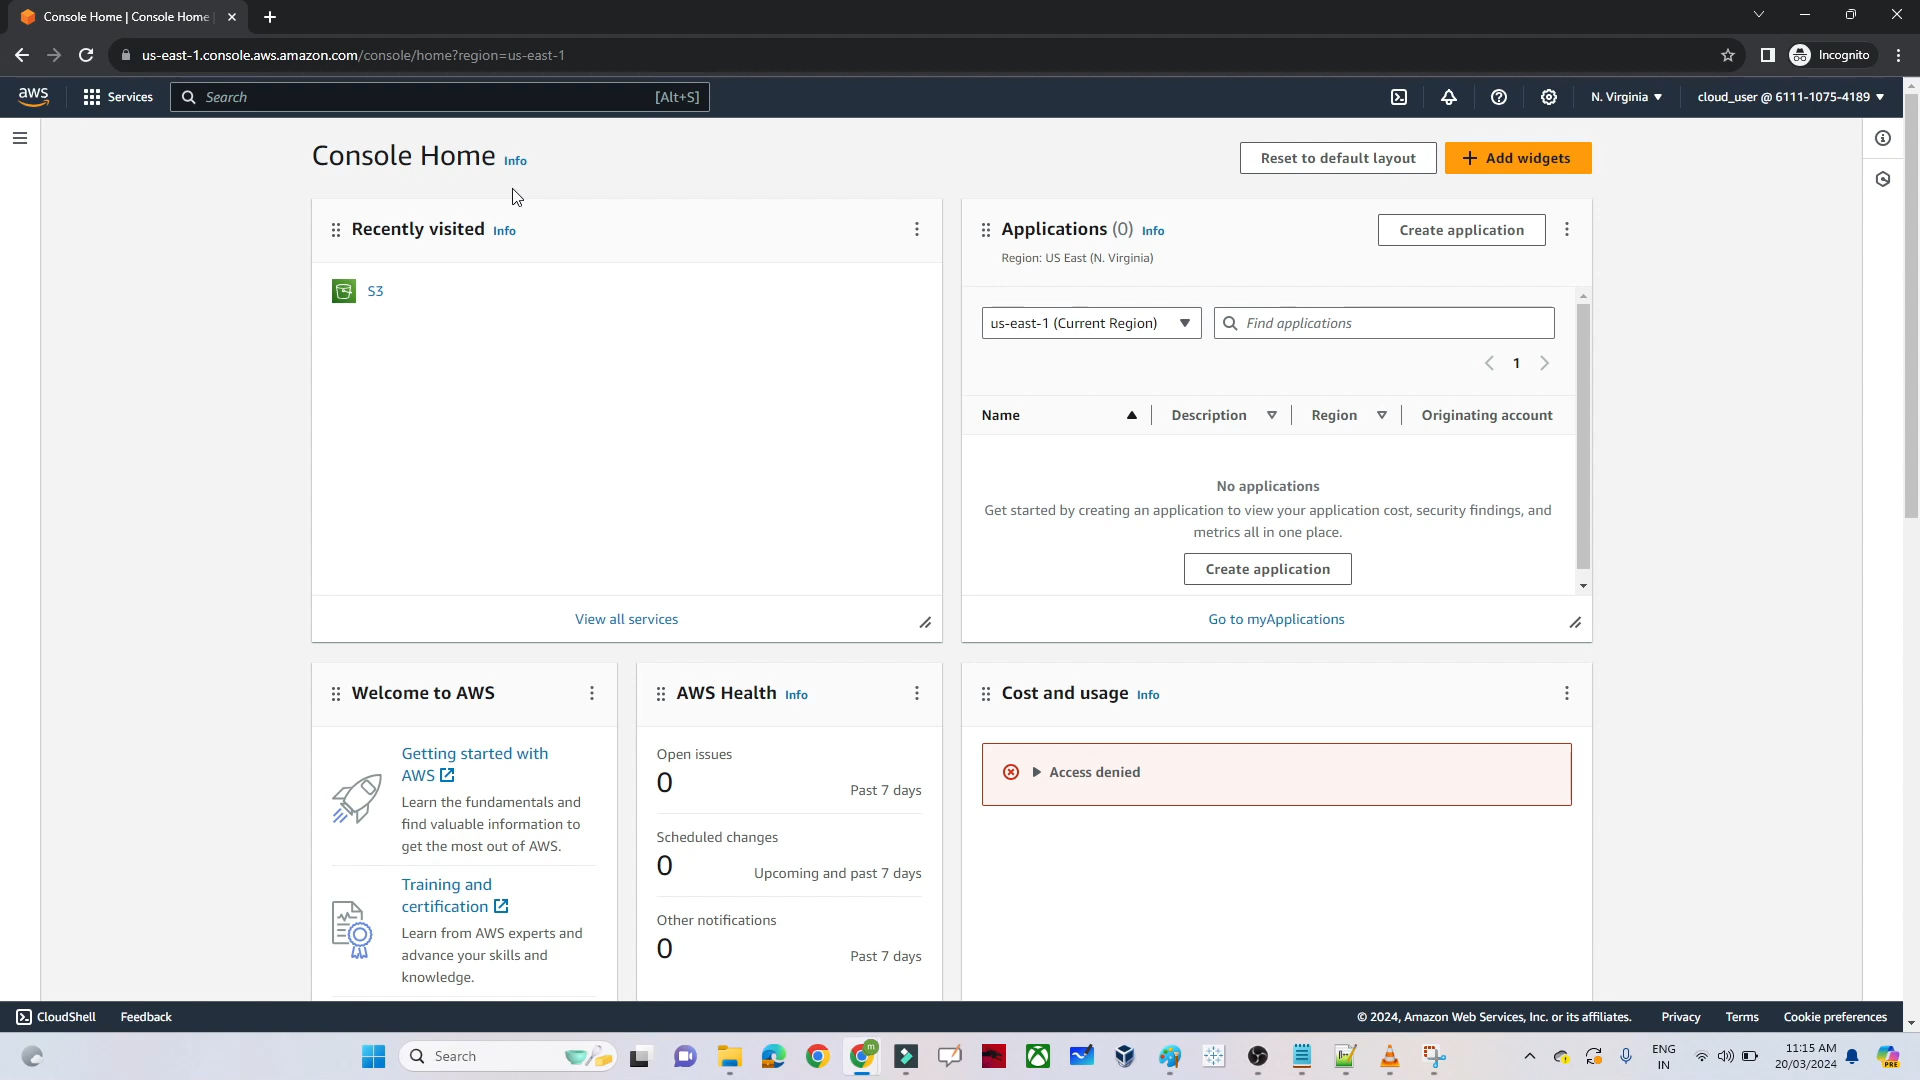 Console Home | Console Home
us-east-1.console.aws.amazon.com/console/home?region=us-east-1
Incognito
aws
Services
Search
[Alt+S]
N. Virginia
cloud_user @ 6111-1075-4189
Console Home Info
Reset to default layout
Add widgets
Recently visited Info
S3
View all services
Applications (0) Info
Region: US East (N. Virginia)
Create application
us-east-1 (Current Region)
Find applications
1
Name
Description
Region
Originating account
No applications
Get started by creating an application to view your application cost, security findings, and
metrics all in one place.
Create application
Go to myApplications
Welcome to AWS
Getting started with
AWS
Learn the fundamentals and
find valuable information to
get the most out of AWS.
Training and
certification
Learn from AWS experts and
advance your skills and
knowledge.
AWS Health Info
Open issues
0
Past 7 days
Scheduled changes
0
Upcoming and past 7 days
Other notifications
0
Past 7 days
Cost and usage Info
Access denied
CloudShell
Feedback
© 2024, Amazon Web Services, Inc. or its affiliates.
Privacy
Terms
Cookie preferences
Search
m
ENG
IN
11:15 AM
20/03/2024
PRE